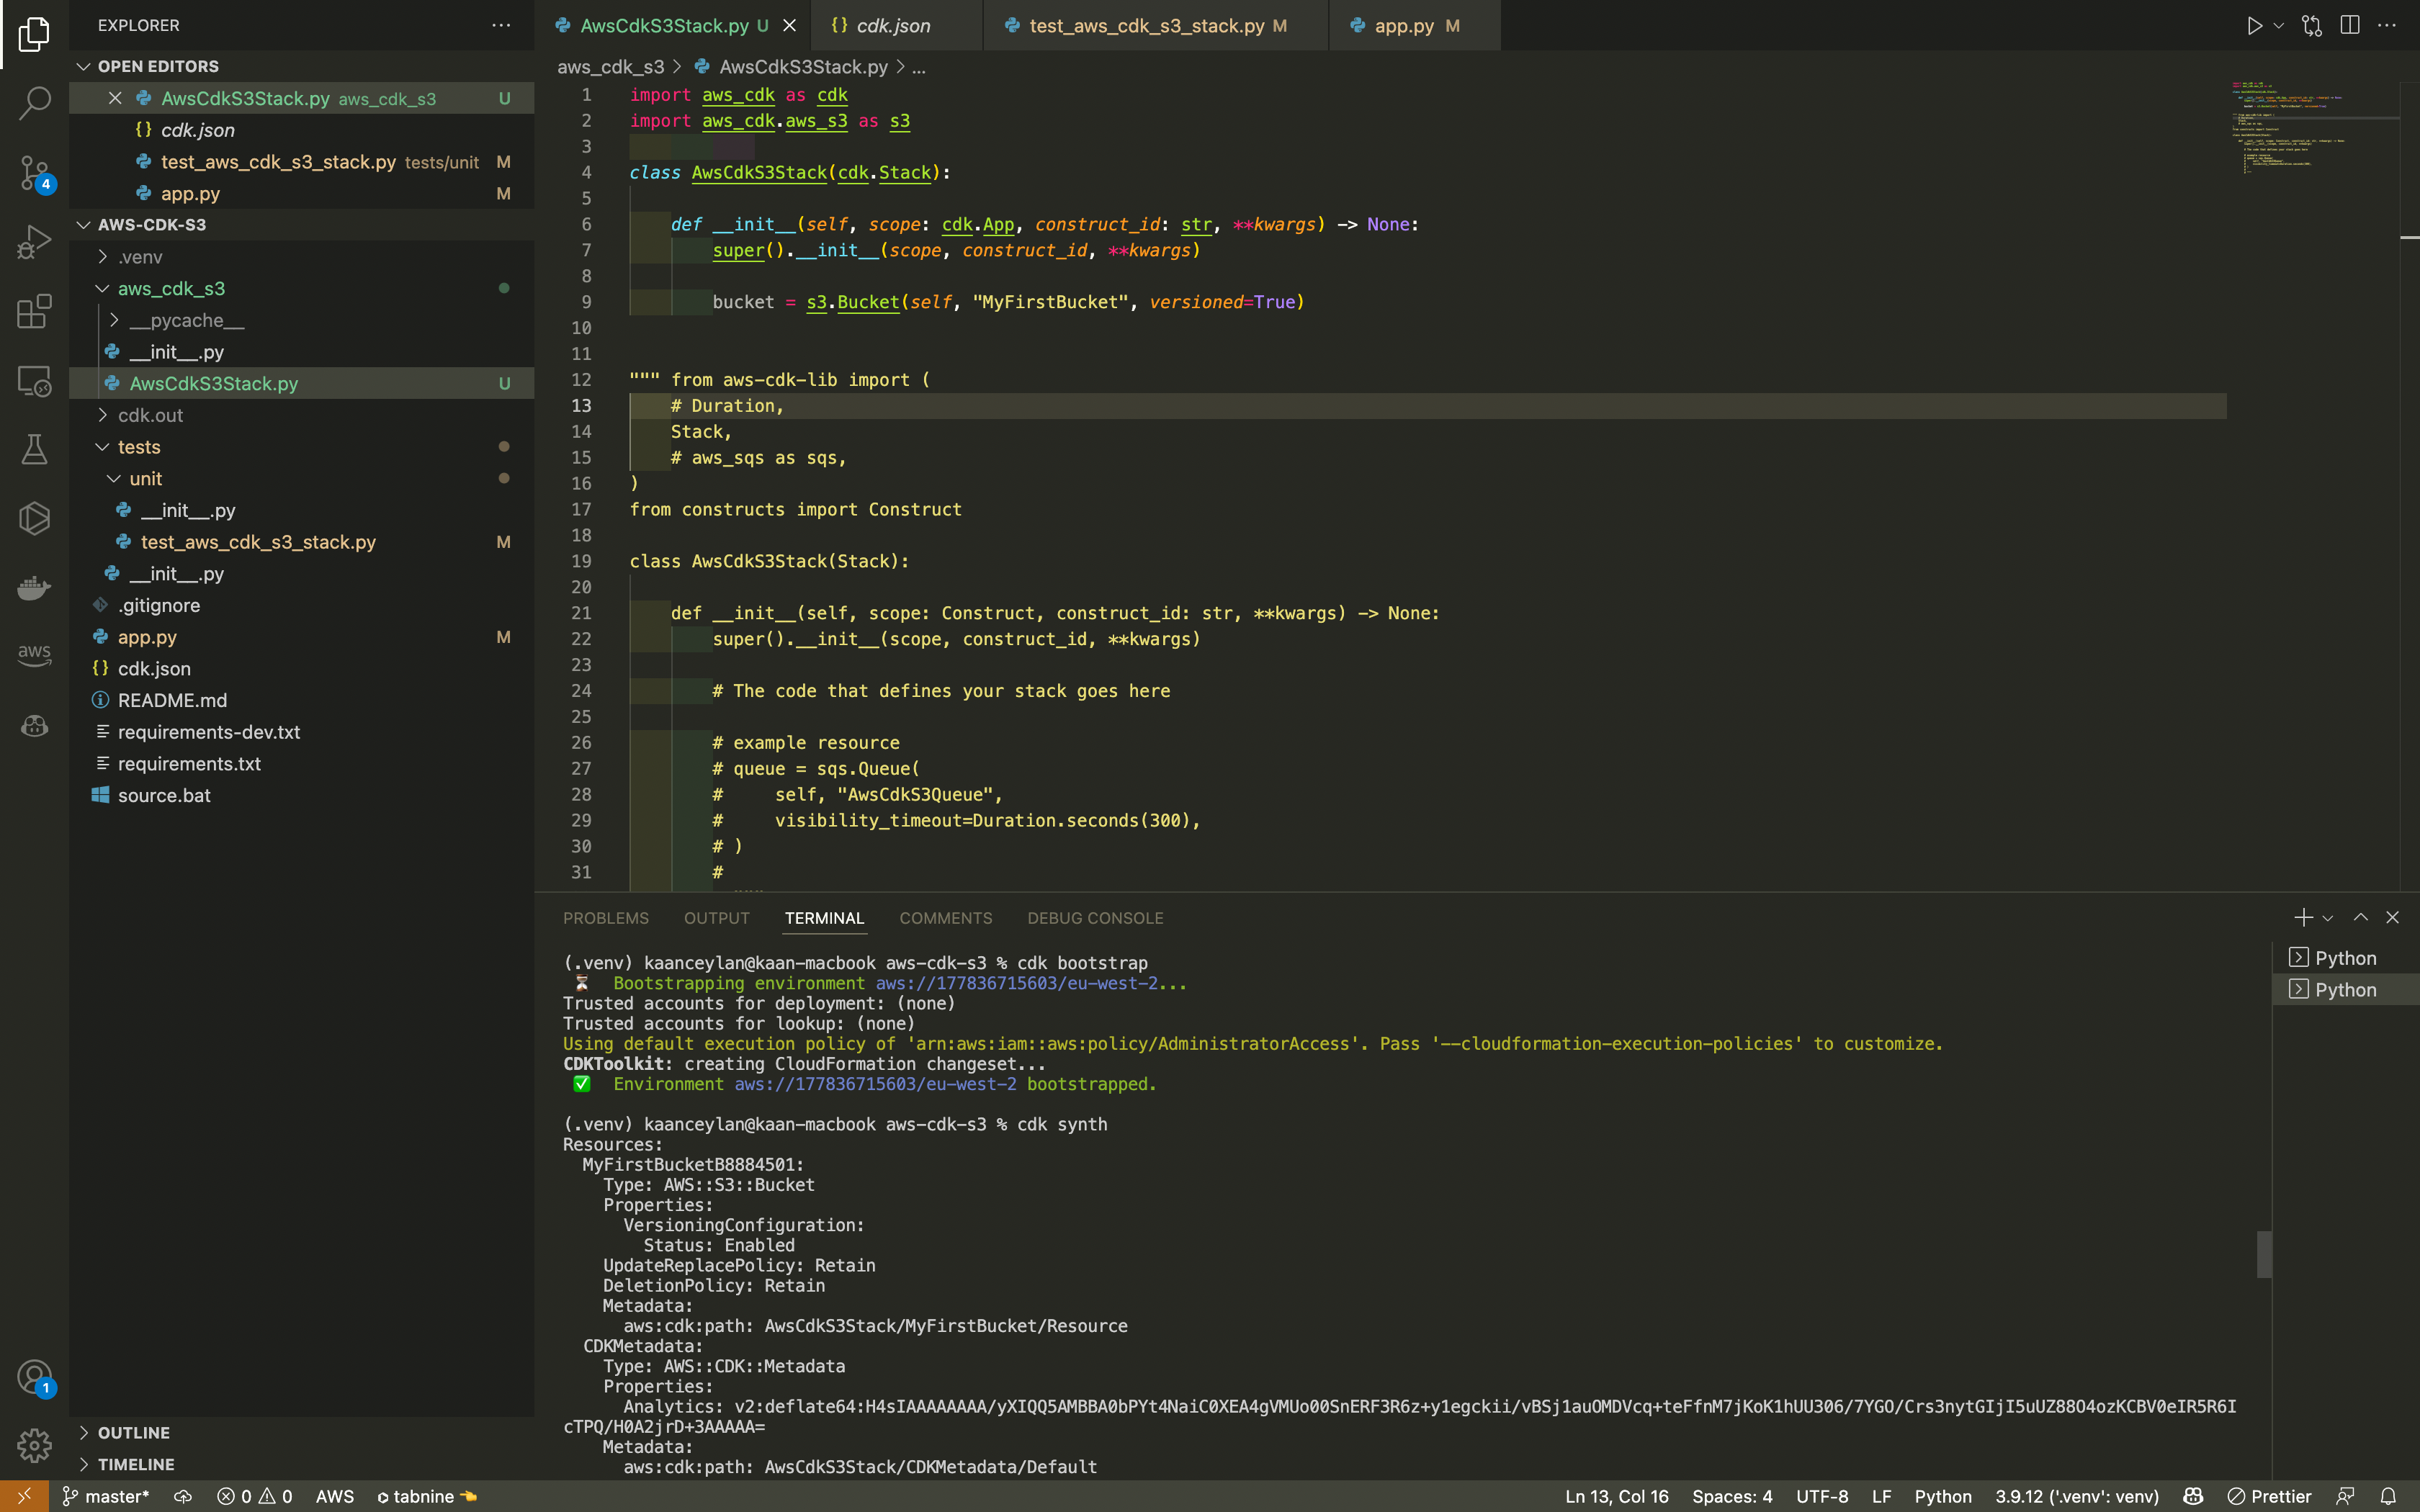 EXPLORER
OPEN EDITORS
AwsCdkS3Stack.py aws_cdk_s3 U
{} cdk.json
test_aws_cdk_s3_stack.py tests/unit M
app.py M
AWS-CDK-S3
.venv
aws_cdk_s3
__pycache__
__init__.py
AwsCdkS3Stack.py U
cdk.out
tests
unit
__init__.py
test_aws_cdk_s3_stack.py M
__init__.py
.gitignore
app.py M
{} cdk.json
README.md
requirements-dev.txt
requirements.txt
source.bat
OUTLINE
TIMELINE
4
aws
1
AwsCdkS3Stack.py U
{} cdk.json
test_aws_cdk_s3_stack.py M
app.py M
aws_cdk_s3 > AwsCdkS3Stack.py > ...
1 import aws_cdk as cdk
2 import aws_cdk.aws_s3 as s3
3
4 class AwsCdkS3Stack(cdk.Stack):
5
6 def __init__(self, scope: cdk.App, construct_id: str, **kwargs) -> None:
7 super().__init__(scope, construct_id, **kwargs)
8
9 bucket = s3.Bucket(self, "MyFirstBucket", versioned=True)
10
11
12 """ from aws-cdk-lib import (
13 # Duration,
14 Stack,
15 # aws_sqs as sqs,
16 )
17 from constructs import Construct
18
19 class AwsCdkS3Stack(Stack):
20
21 def __init__(self, scope: Construct, construct_id: str, **kwargs) -> None:
22 super().__init__(scope, construct_id, **kwargs)
23
24 # The code that defines your stack goes here
25
26 # example resource
27 # queue = sqs.Queue(
28 # self, "AwsCdkS3Queue",
29 # visibility_timeout=Duration.seconds(300),
30 # )
31 #
PROBLEMS OUTPUT TERMINAL COMMENTS DEBUG CONSOLE
Python
Python
(.venv) kaanceylan@kaan-macbook aws-cdk-s3 % cdk bootstrap
⏳ Bootstrapping environment aws://177836715603/eu-west-2...
Trusted accounts for deployment: (none)
Trusted accounts for lookup: (none)
Using default execution policy of 'arn:aws:iam::aws:policy/AdministratorAccess'. Pass '--cloudformation-execution-policies' to customize.
CDKToolkit: creating CloudFormation changeset...
✅ Environment aws://177836715603/eu-west-2 bootstrapped.
(.venv) kaanceylan@kaan-macbook aws-cdk-s3 % cdk synth
Resources:
MyFirstBucketB8884501:
Type: AWS::S3::Bucket
Properties:
VersioningConfiguration:
Status: Enabled
UpdateReplacePolicy: Retain
DeletionPolicy: Retain
Metadata:
aws:cdk:path: AwsCdkS3Stack/MyFirstBucket/Resource
CDKMetadata:
Type: AWS::CDK::Metadata
Properties:
Analytics: v2:deflate64:H4sIAAAAAAAA/yXIQQ5AMBBA0bPYt4NaiC0XEA4gVMUo00SnERF3R6z+y1egckii/vBSj1auOMDVcq+teFfnM7jKoK1hUU306/7YGO/Crs3nytGIjI5uUZ88O4ozKCBV0eIR5R6I
cTPQ/H0A2jrD+3AAAAA=
Metadata:
aws:cdk:path: AwsCdkS3Stack/CDKMetadata/Default
master* 0 0 AWS tabnine Ln 13, Col 16 Spaces: 4 UTF-8 LF Python 3.9.12 ('.venv': venv) Prettier